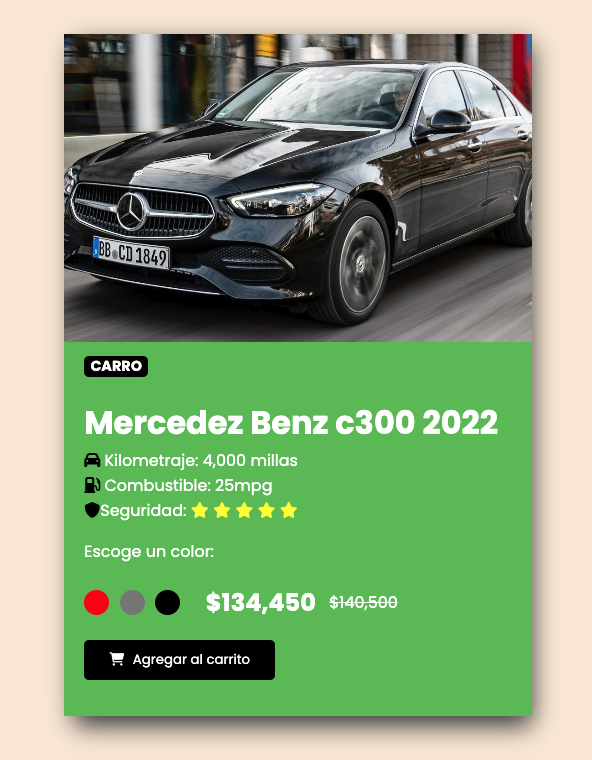 BB CD 1849
CARRO
Mercedez Benz c300 2022
Kilometraje: 4,000 millas
Combustible: 25mpg
Seguridad:
Escoge un color:
$134,450 $140,500
Agregar al carrito